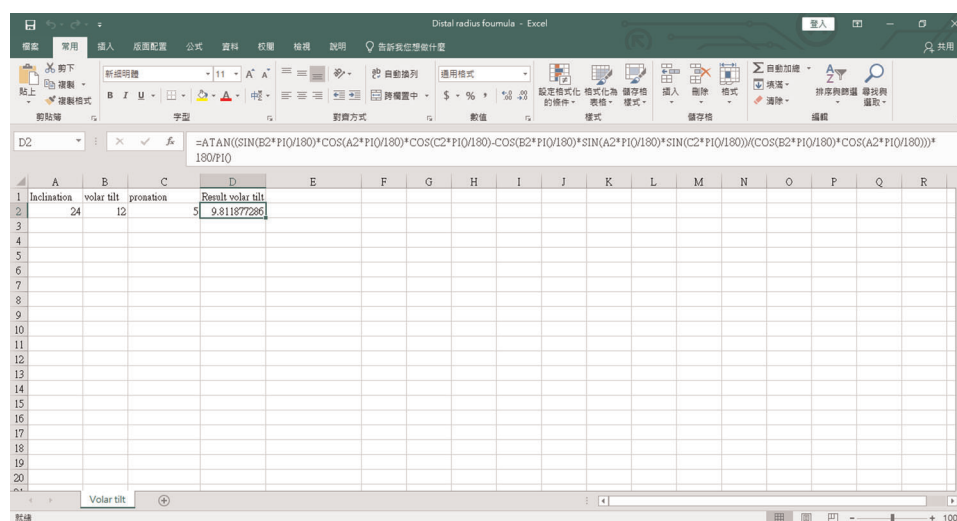 Distal radius foumula - Excel
登入
檔案 常用 插入 版面配置 公式 資料 校閱 檢視 說明 告訴我您想做什麼 共用
貼上
剪下
複製
複製格式
剪貼簿
新細明體 11 A A
B I U A 中
字型
自動換列
跨欄置中
對齊方式
通用格式
$ % ,
數值
設定格式化的條件
格式化為表格
儲存格樣式
樣式
插入 刪除 格式
儲存格
自動加總
填滿
清除
排序與篩選
尋找與選取
編輯
D2 fx =ATAN((SIN(B2*PI()/180)*COS(A2*PI()/180)*COS(C2*PI()/180)-COS(B2*PI()/180)*SIN(A2*PI()/180)*SIN(C2*PI()/180))/(COS(B2*PI()/180)*COS(A2*PI()/180)))*
180/PI()
A B C D E F G H I J K L M N O P Q R
1 Inclination volar tilt pronation Result volar tilt
2 24 12 5 9.811877286
3
4
5
6
7
8
9
10
11
12
13
14
15
16
17
18
19
20
21
Volar tilt
就緒 100